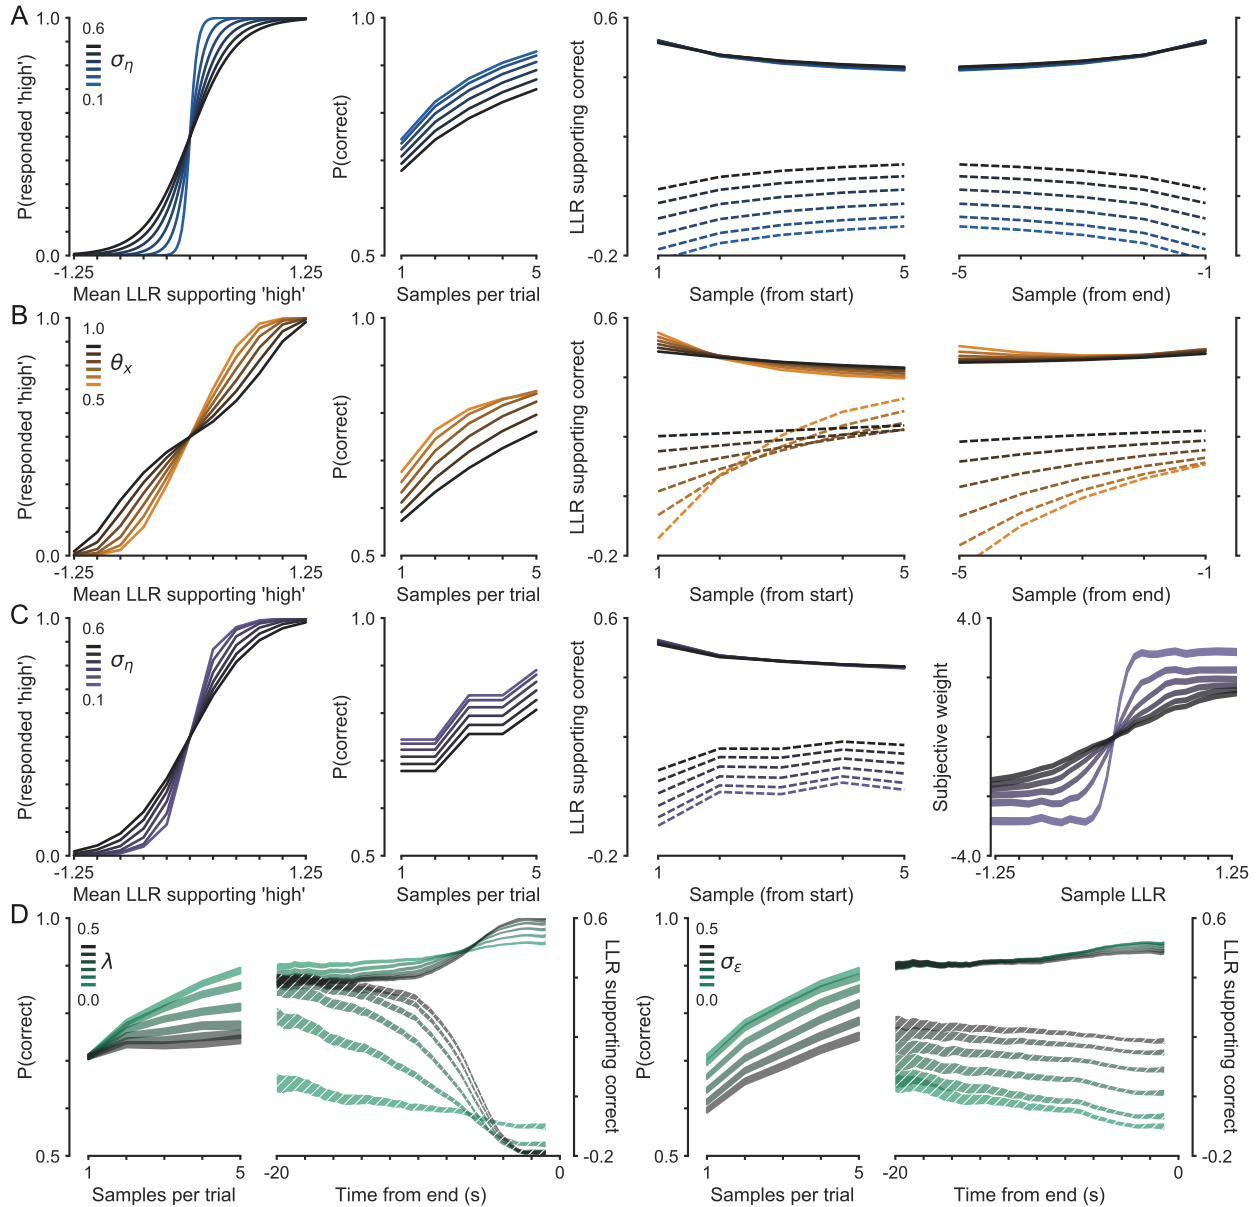 A
1.0
0.6
ση
0.1
P(responded 'high')
0.0
-1.25
1.25
Mean LLR supporting 'high'
1.0
P(correct)
0.5
1
5
Samples per trial
0.6
LLR supporting correct
-0.2
1
5
Sample (from start)
-5
-1
Sample (from end)
B
1.0
1.0
θx
0.5
P(responded 'high')
0.0
-1.25
1.25
Mean LLR supporting 'high'
1.0
P(correct)
0.5
1
5
Samples per trial
0.6
LLR supporting correct
-0.2
1
5
Sample (from start)
-5
-1
Sample (from end)
C
1.0
0.6
ση
0.1
P(responded 'high')
0.0
-1.25
1.25
Mean LLR supporting 'high'
1.0
P(correct)
0.5
1
5
Samples per trial
0.6
LLR supporting correct
-0.2
1
5
Sample (from start)
4.0
Subjective weight
-4.0
-1.25
1.25
Sample LLR
D
1.0
0.5
λ
0.0
P(correct)
0.5
1
5
Samples per trial
0.6
LLR supporting correct
-0.2
-20
0
Time from end (s)
1.0
0.5
σε
0.0
P(correct)
0.5
1
5
Samples per trial
0.6
LLR supporting correct
-0.2
-20
0
Time from end (s)